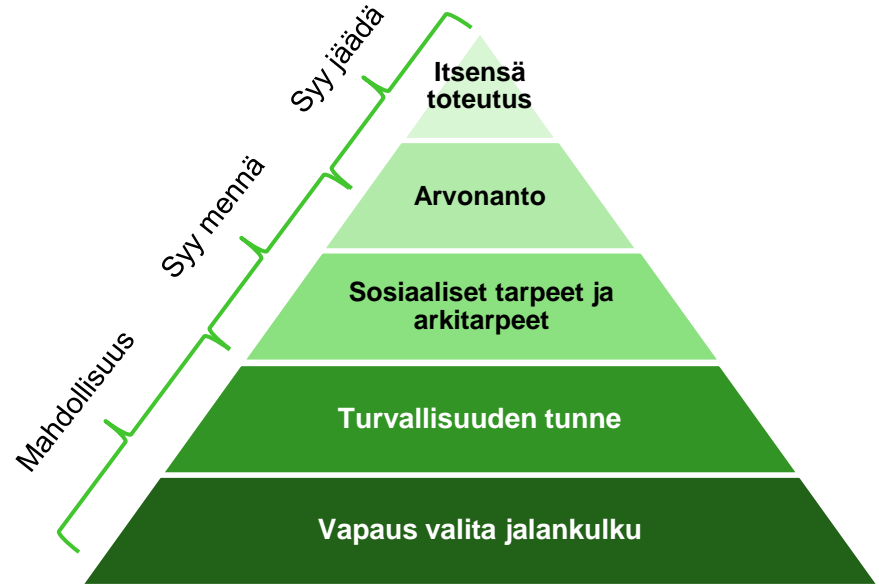 Syy jäädä
Itsensä
toteutus
Syy mennä
Arvonanto
Sosiaaliset tarpeet ja
arkitarpeet
Mahdollisuus
Turvallisuuden tunne
Vapaus valita jalankulku